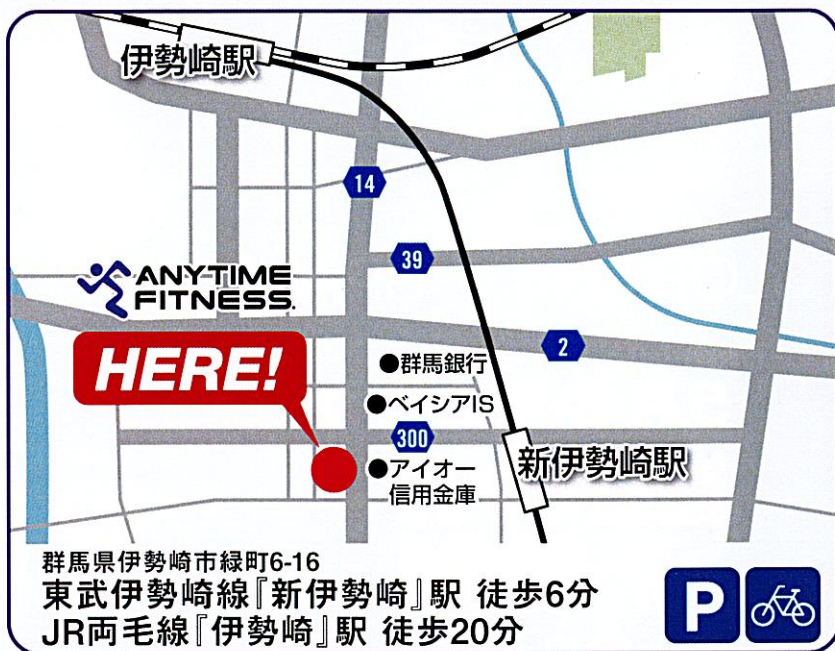 伊勢崎駅
14
39
ANYTIME
FITNESS.
HERE!
2
●群馬銀行
●ベイシアIS
300
●アイオー
信用金庫
新伊勢崎駅
群馬県伊勢崎市緑町6-16
東武伊勢崎線『新伊勢崎』駅 徒歩6分
JR両毛線『伊勢崎』駅 徒歩20分
P